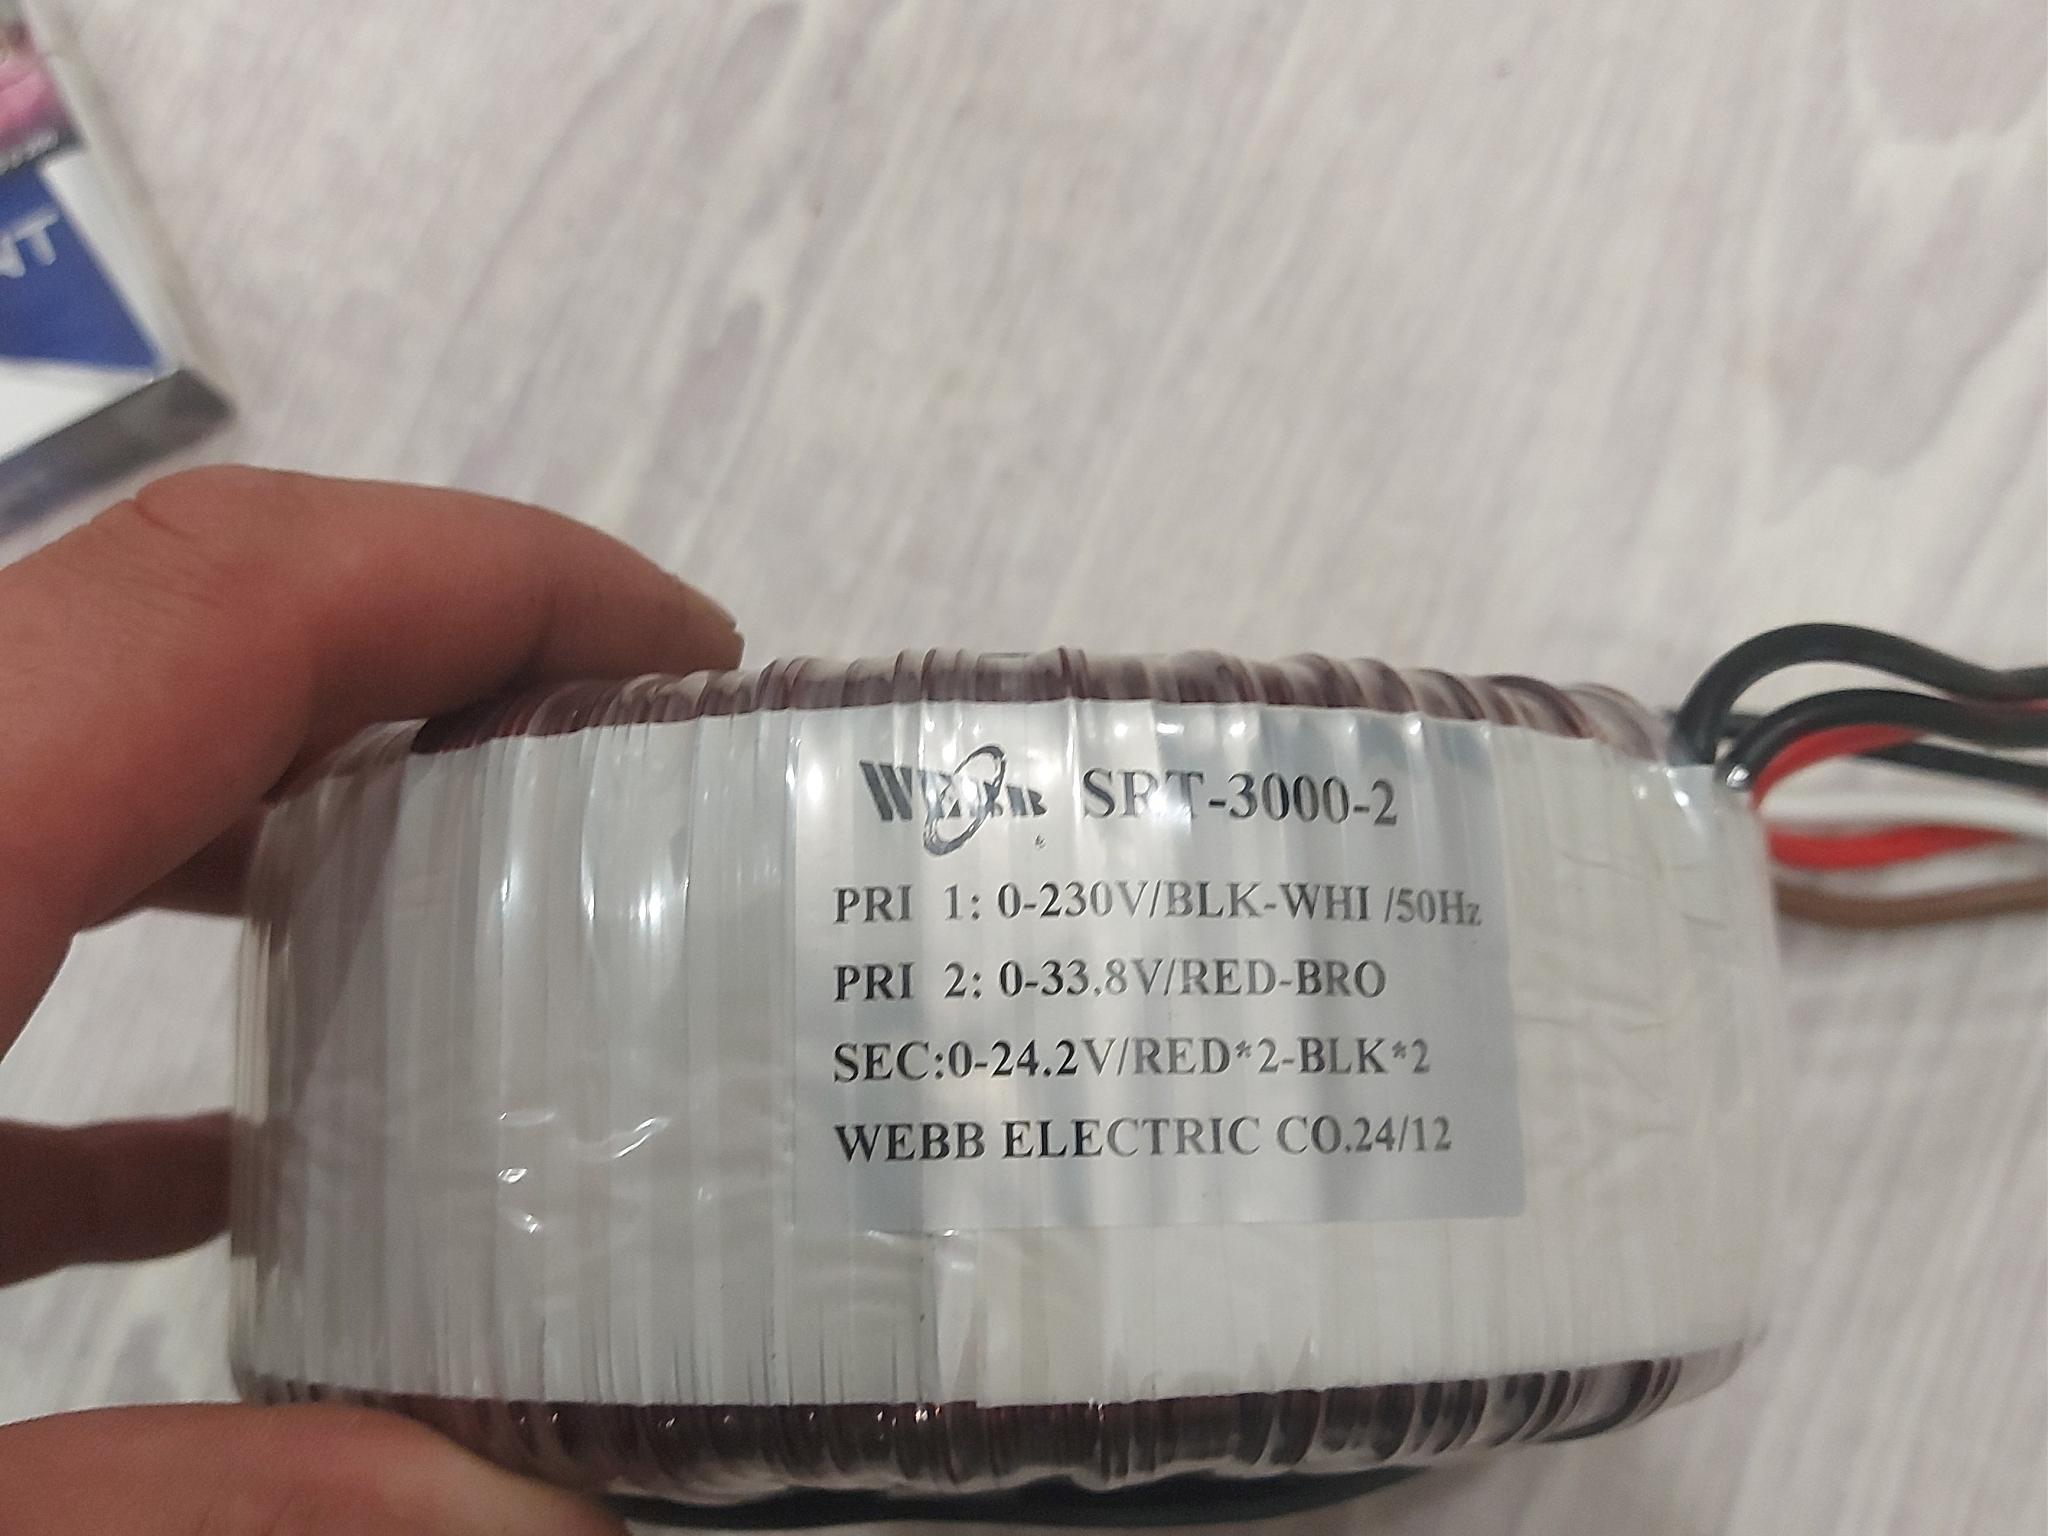 NT
WEBB SRT-3000-2
PRI 1: 0-230V/BLK-WHI /50Hz
PRI 2: 0-33.8V/RED-BRO
SEC:0-24.2V/RED*2-BLK*2
WEBB ELECTRIC CO.24/12